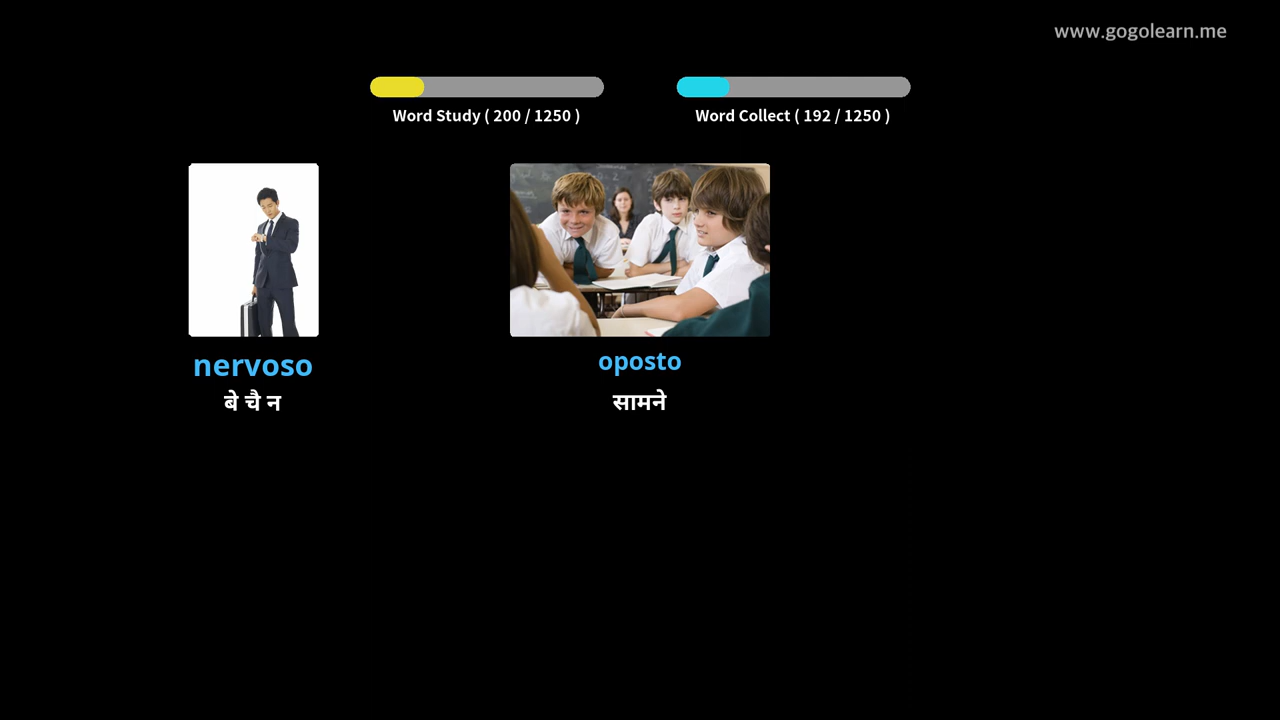 www.gogolearn.me
Word Study ( 200 / 1250 )
Word Collect ( 192 / 1250 )
nervoso
बे चै न
oposto
सामने